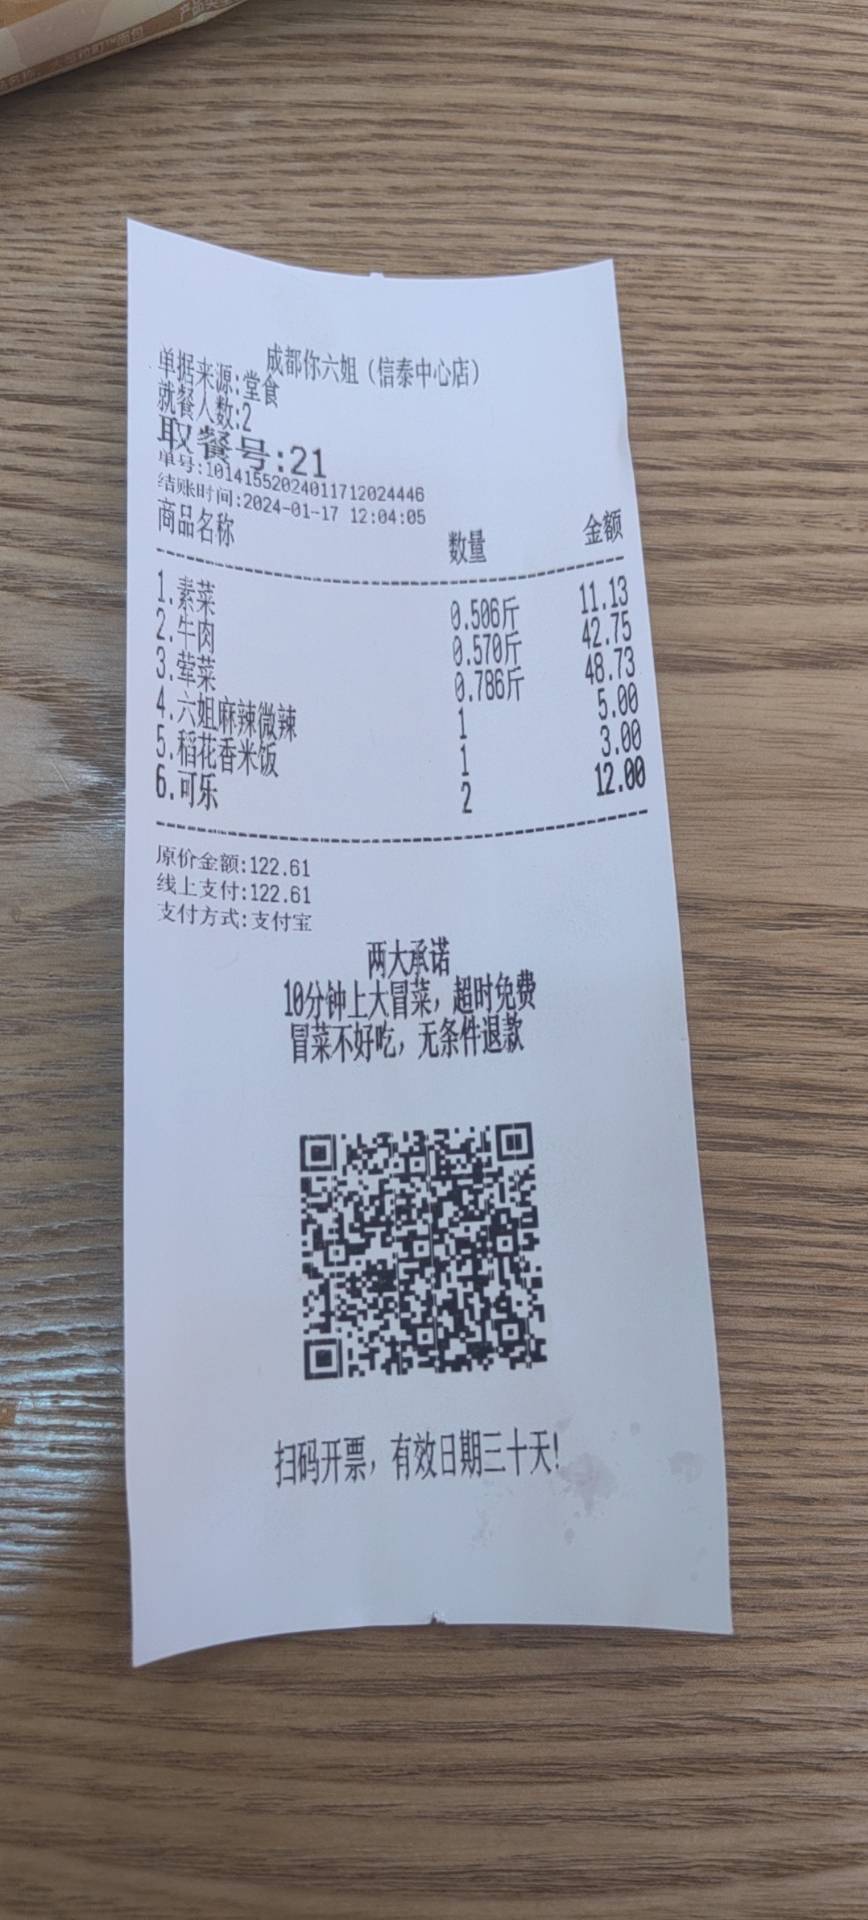 成都你六姐（信泰中心店）
单据来源:堂食
就餐人数:2
取餐号:21
单号:10141552024011712024446
结账时间:2024-01-17 12:04:05
商品名称 数量 金额
1.素菜 0.506斤 11.13
2.牛肉 0.570斤 42.75
3.荤菜 0.786斤 48.73
4.六姐麻辣微辣 1 5.00
5.稻花香米饭 1 3.00
6.可乐 2 12.00
原价金额:122.61
线上支付:122.61
支付方式:支付宝
两大承诺
10分钟上大冒菜，超时免费
冒菜不好吃，无条件退款
扫码开票，有效日期三十天!